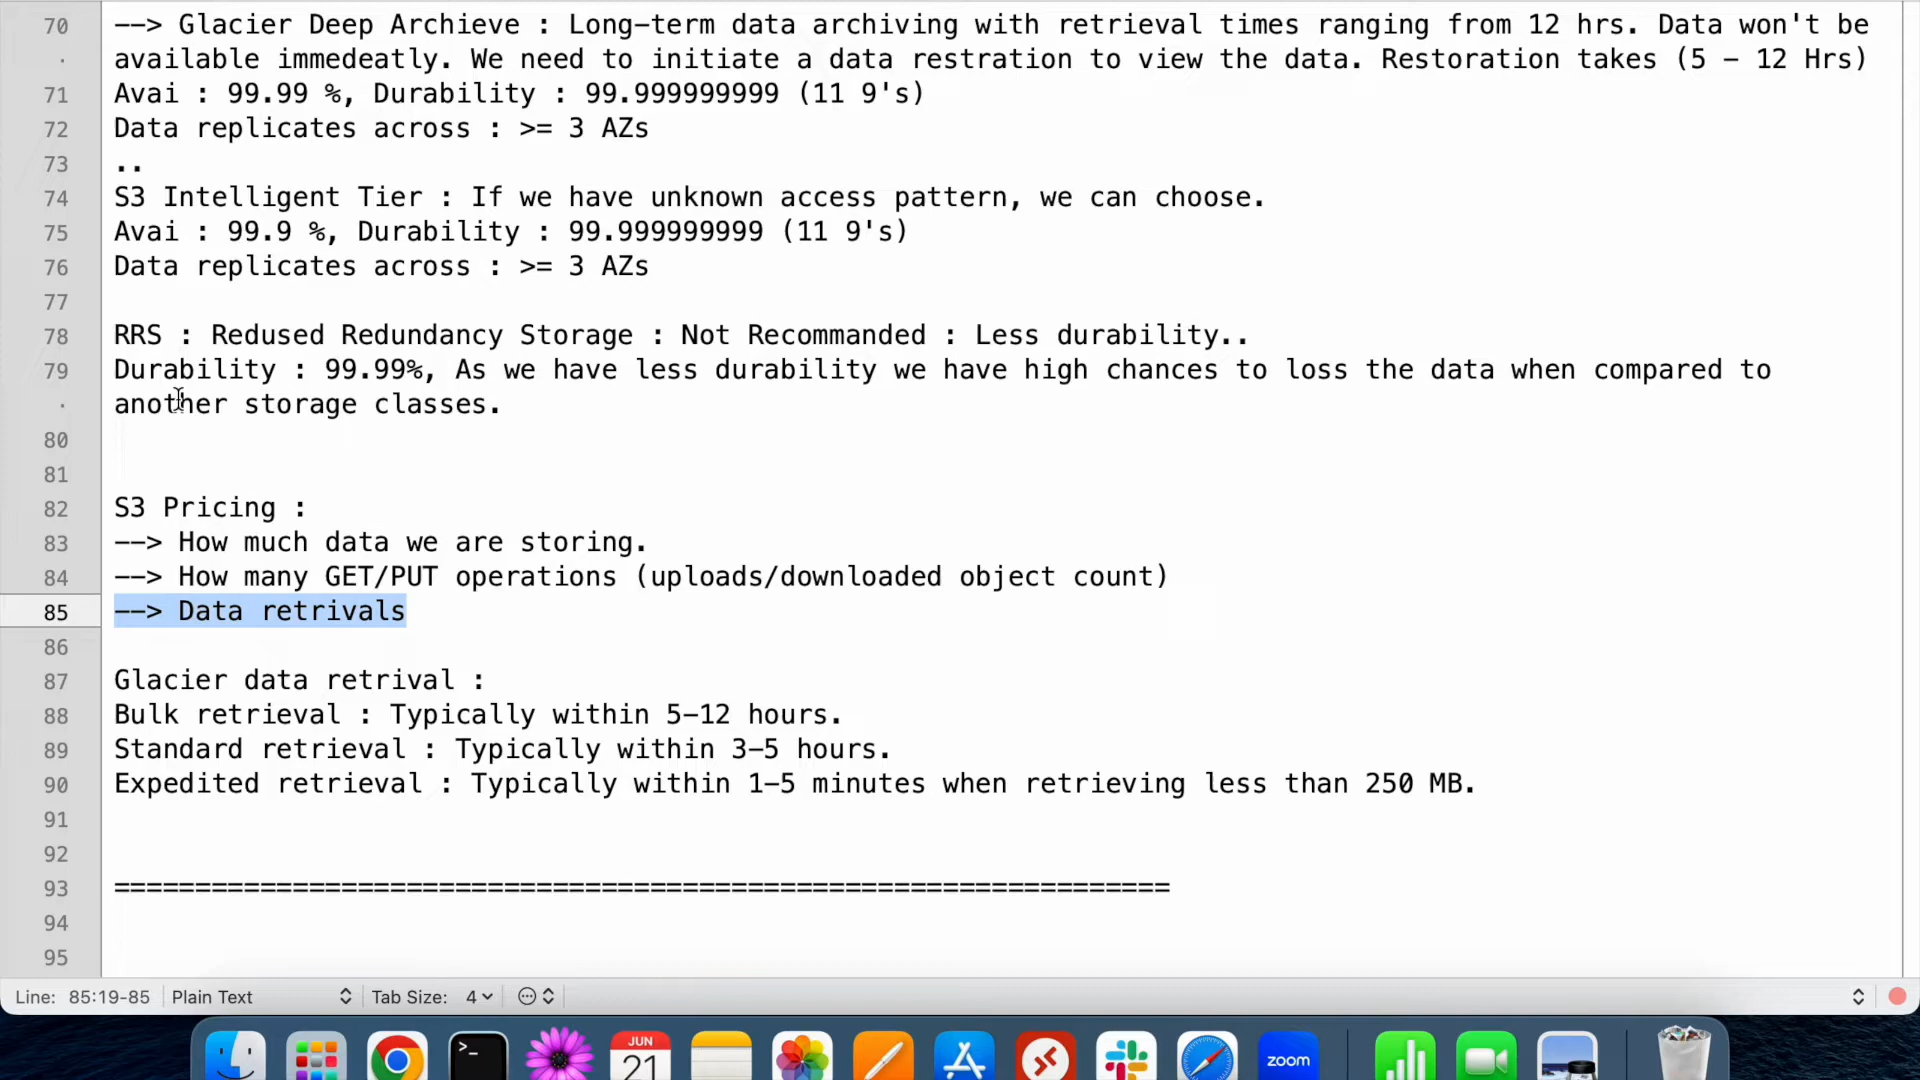 70 --> Glacier Deep Archieve : Long-term data archiving with retrieval times ranging from 12 hrs. Data won't be
· available immedeatly. We need to initiate a data restration to view the data. Restoration takes (5 - 12 Hrs)
71 Avai : 99.99 %, Durability : 99.999999999 (11 9's)
72 Data replicates across : >= 3 AZs
73 ..
74 S3 Intelligent Tier : If we have unknown access pattern, we can choose.
75 Avai : 99.9 %, Durability : 99.999999999 (11 9's)
76 Data replicates across : >= 3 AZs
77
78 RRS : Redused Redundancy Storage : Not Recommanded : Less durability..
79 Durability : 99.99%, As we have less durability we have high chances to loss the data when compared to
· another storage classes.
80
81
82 S3 Pricing :
83 --> How much data we are storing.
84 --> How many GET/PUT operations (uploads/downloaded object count)
85 --> Data retrivals
86
87 Glacier data retrival :
88 Bulk retrieval : Typically within 5-12 hours.
89 Standard retrieval : Typically within 3-5 hours.
90 Expedited retrieval : Typically within 1-5 minutes when retrieving less than 250 MB.
91
92
93 =================================================================
94
95
Line: 85:19-85 Plain Text Tab Size: 4
JUN
21
zoom